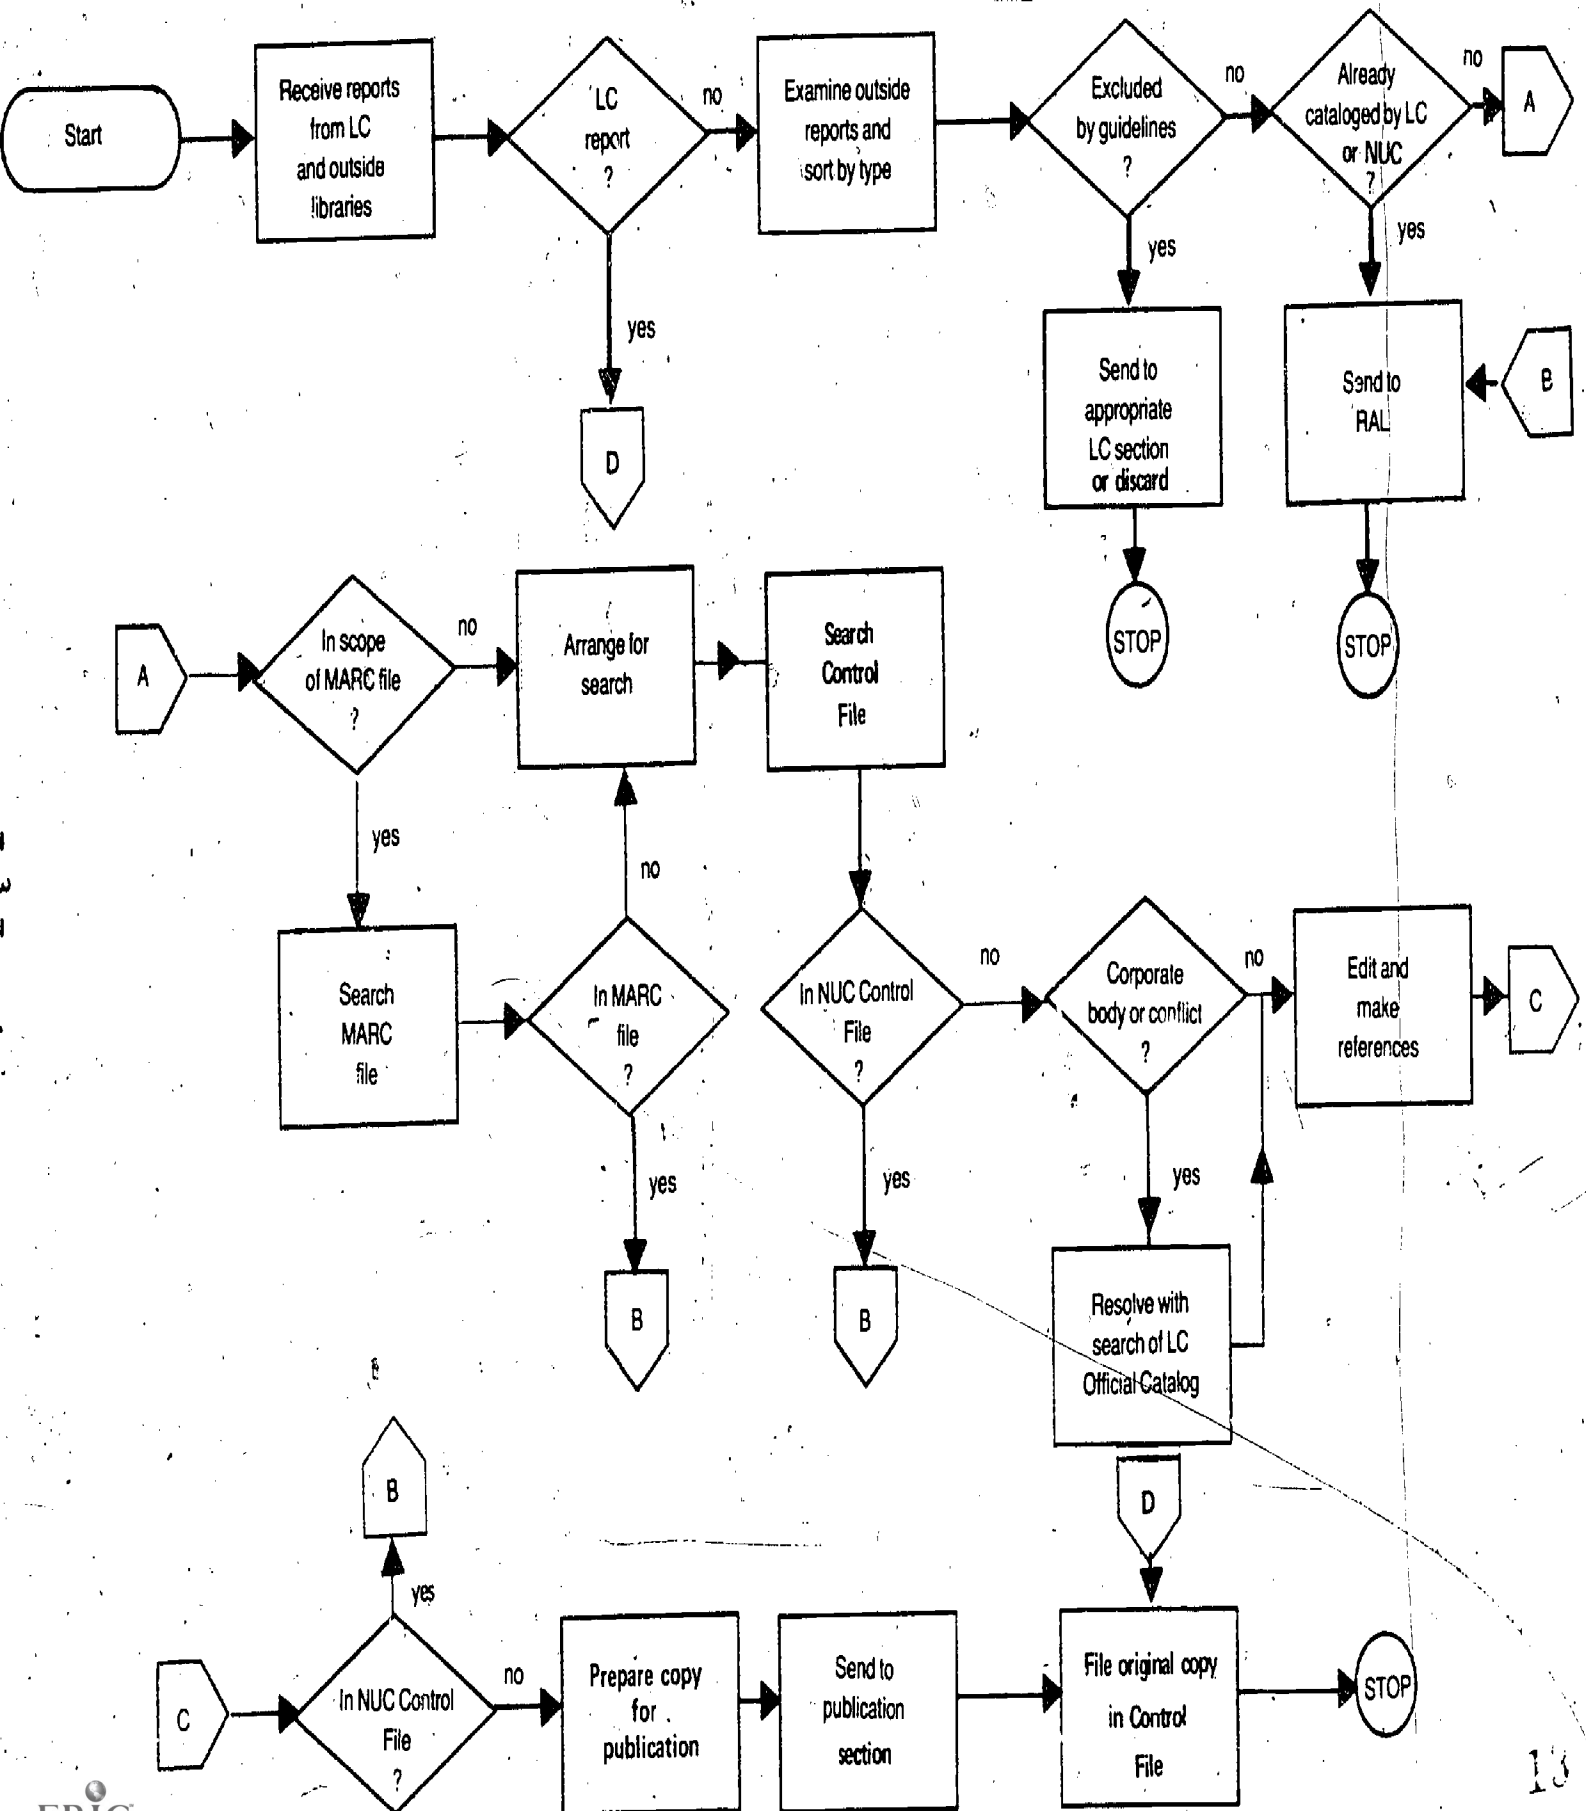 Start
Receive reports
from LC
and outside
libraries
LC
report
?
no
yes
D
Examine outside
reports and
sort by type
Excluded
by guidelines
?
no
yes
Already
cataloged by LC
or NUC
?
no
yes
A
Send to
appropriate
LC section
or discard
STOP
Send to
RAL
B
STOP
A
In scope
of MARC file
?
no
yes
Arrange for
search
Search
Control
File
Search
MARC
file
In MARC
file
?
no
yes
B
In NUC Control
File
?
no
yes
B
Corporate
body or conflict
?
no
yes
Edit and
make
references
C
Resolve with
search of LC
Official Catalog
D
B
yes
C
In NUC Control
File
?
no
Prepare copy
for
publication
Send to
publication
section
File original copy
in Control
File
STOP
13
ERIC